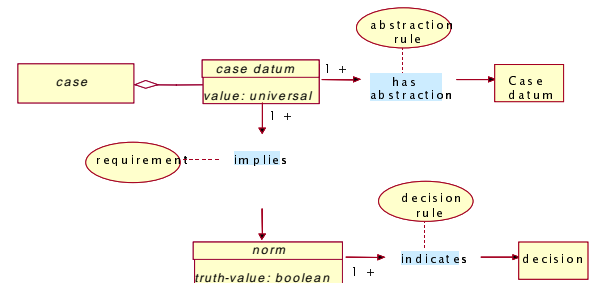 abstraction
rule
case
case datum
value: universal
1 +
has
abstraction
Case
datum
1 +
requirement
implies
decision
rule
norm
truth-value: boolean
1 +
indicates
decision